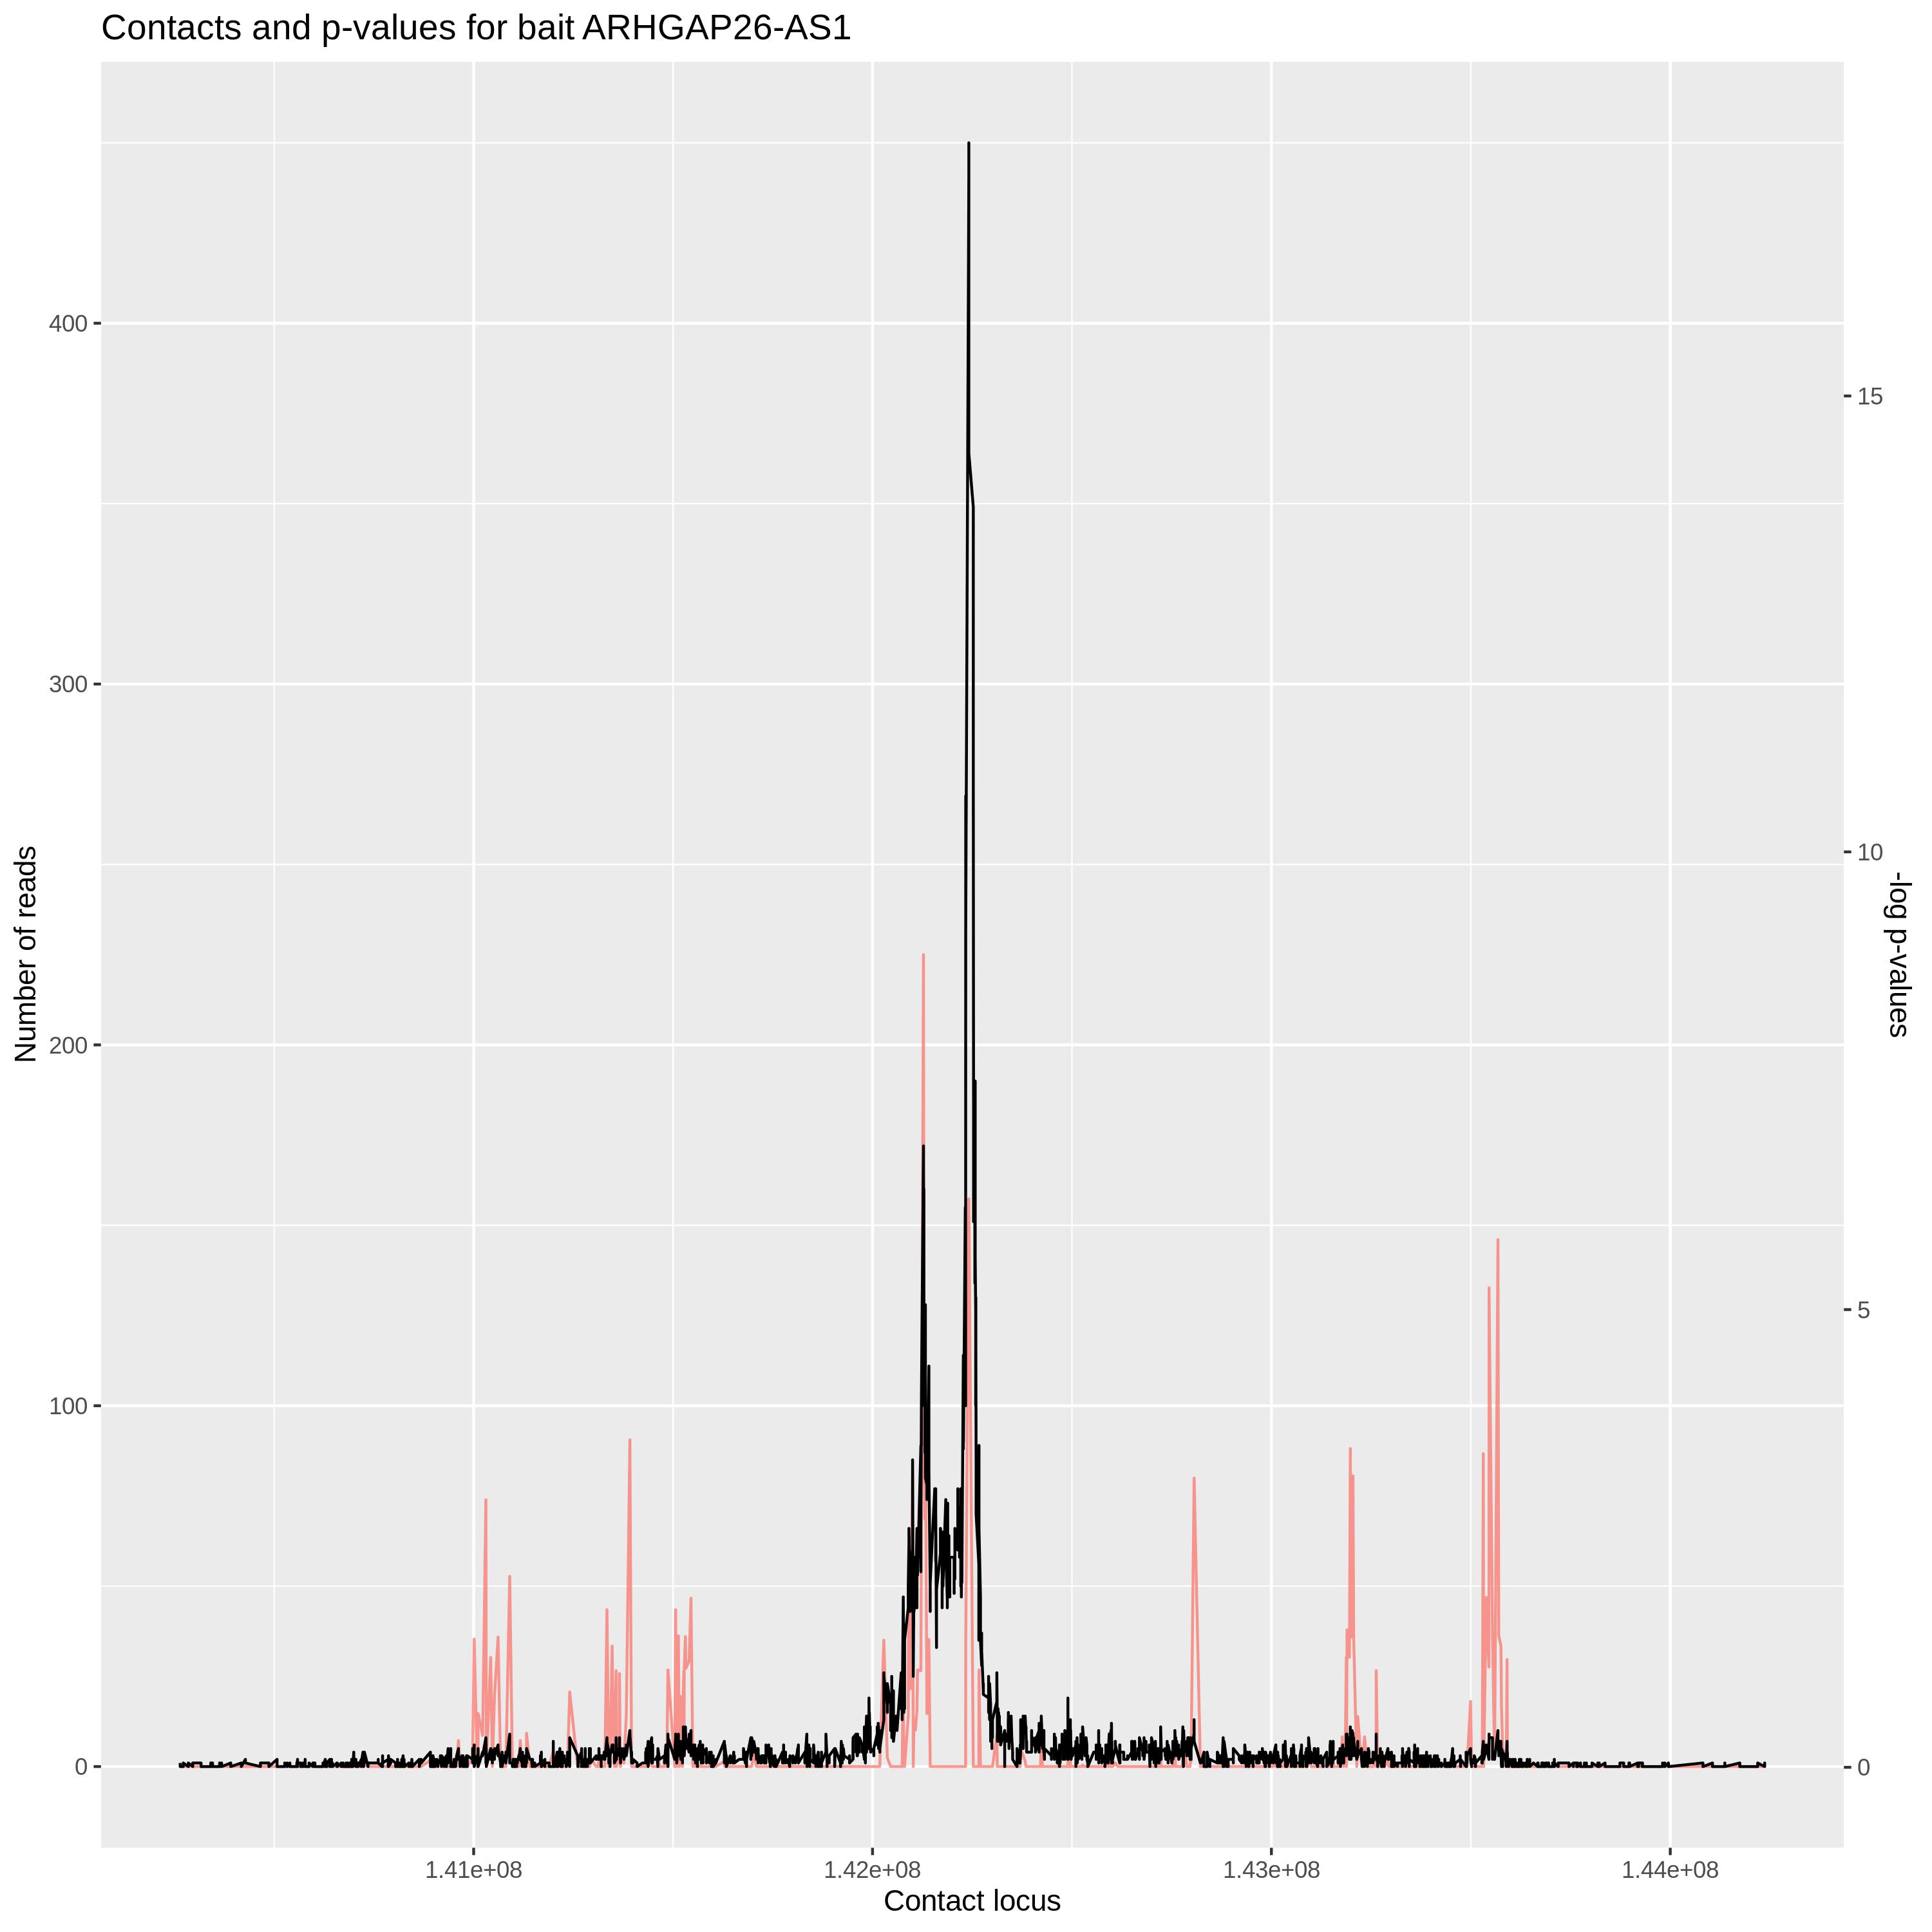 Contacts and p-values for bait ARHGAP26-AS1
400
300
200
100
0
Number of reads
15
10
5
0
-log p-values
1.41e+08
1.42e+08
1.43e+08
1.44e+08
Contact locus